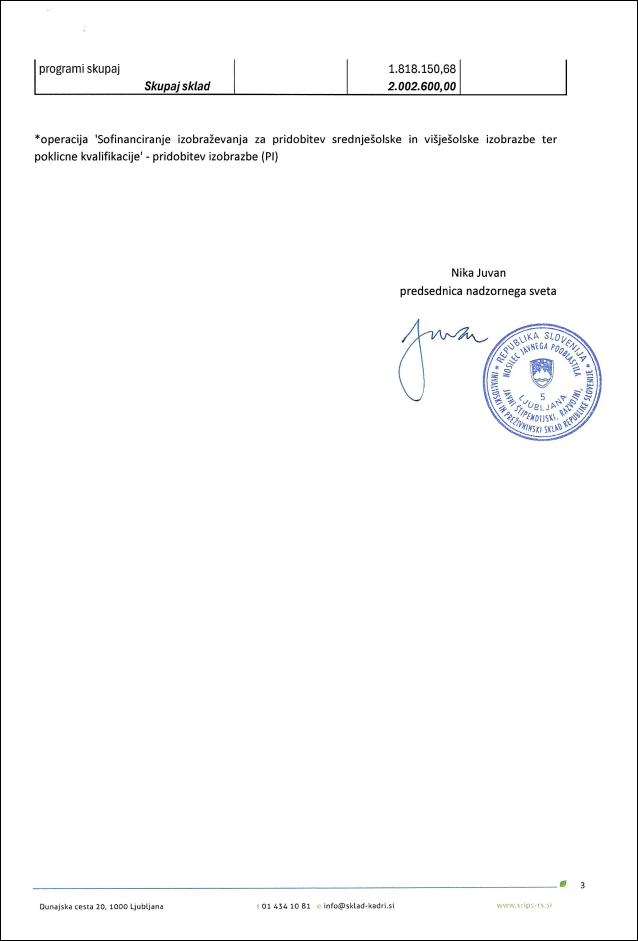 programi skupaj 1.818.150,68
Skupaj sklad 2.002.600,00
*operacija 'Sofinanciranje izobraževanja za pridobitev srednješolske in višješolske izobrazbe ter
poklicne kvalifikacije' - pridobitev izobrazbe (PI)
Nika Juvan
predsednica nadzornega sveta
Juvan
* REPUBLIKA SLOVENIJA *
NOSILEC JAVNEGA POOBLASTILA
5
LJUBLJANA
JAVNI ŠTIPENDIJSKI, RAZVOJNI,
INVALIDSKI IN PREŽIVNINSKI SKLAD REPUBLIKE SLOVENIJE
3
Dunajska cesta 20, 1000 Ljubljana t 01 434 10 81 e info@sklad-kadri.si www.srips-rs.si